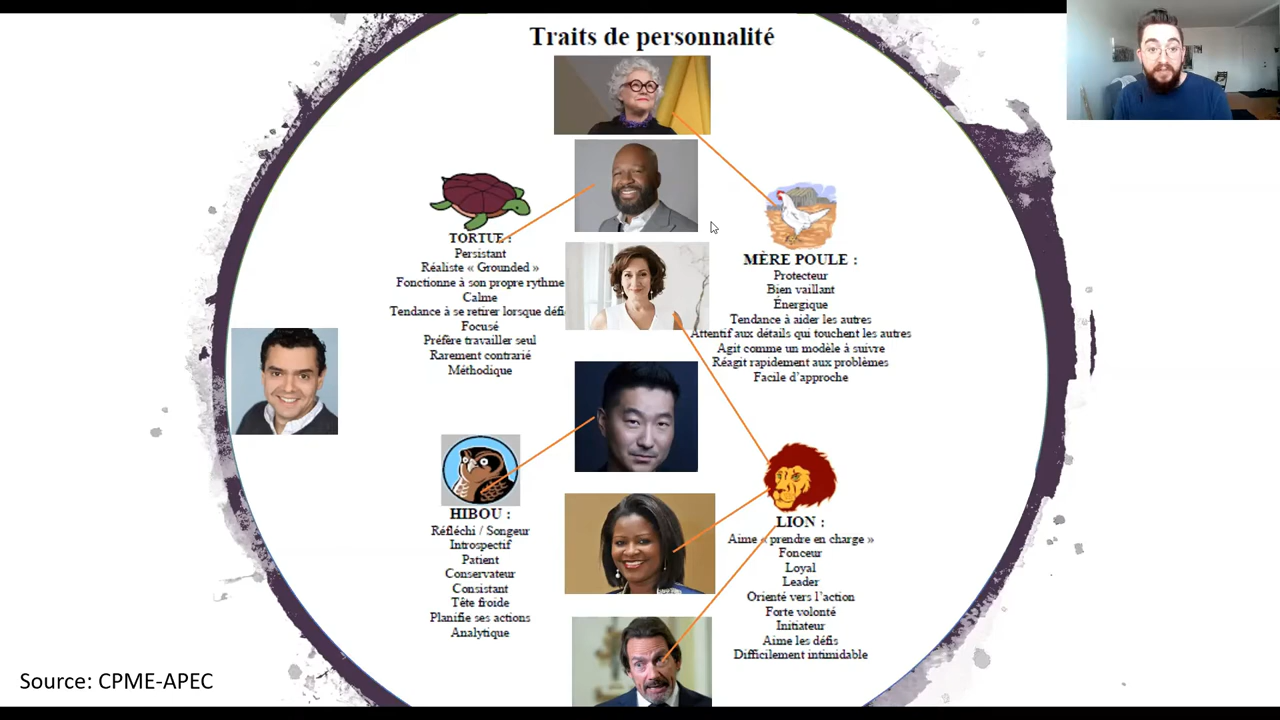 Traits de personnalité
TORTUE :
Persistant
Réaliste « Grounded »
Fonctionne à son propre rythme
Calme
Tendance à se retirer lorsque défi
Focusé
Préfère travailler seul
Rarement contrarié
Méthodique
MÈRE POULE :
Protecteur
Bien vaillant
Énergique
Tendance à aider les autres
Attentif aux détails qui touchent les autres
Agit comme un modèle à suivre
Réagit rapidement aux problèmes
Facile d’approche
HIBOU :
Réfléchi / Songeur
Introspectif
Patient
Conservateur
Consistant
Tête froide
Planifie ses actions
Analytique
LION :
Aime « prendre en charge »
Fonceur
Loyal
Leader
Orienté vers l’action
Forte volonté
Initiateur
Aime les défis
Difficilement intimidable
Source: CPME-APEC